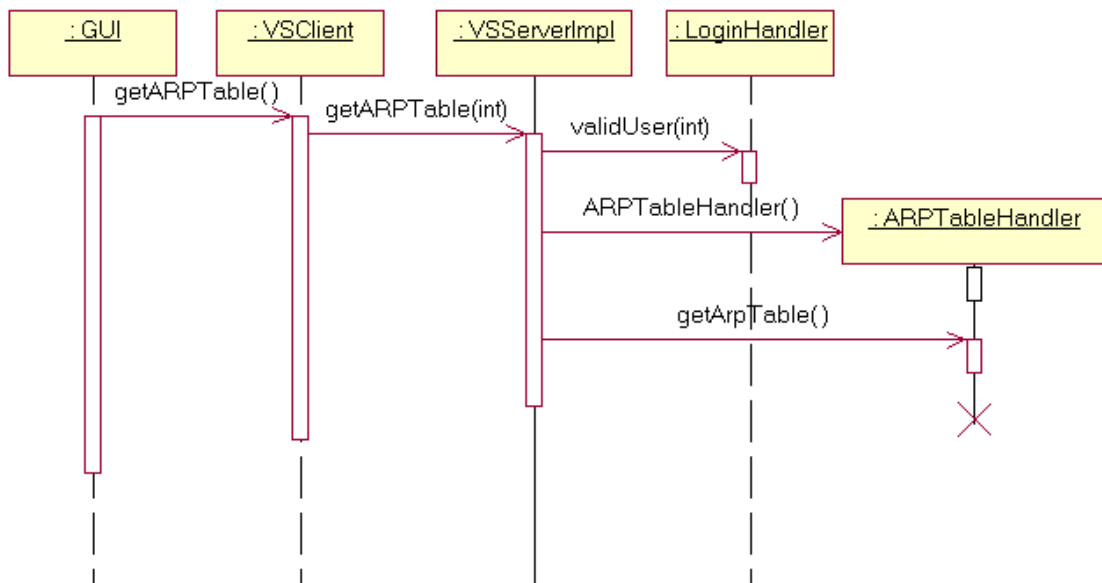 : GUI
: VSClient
: VSServerImpl
: LoginHandler
getARPTable()
getARPTable(int)
validUser(int)
ARPTableHandler()
: ARPTableHandler
getArpTable()